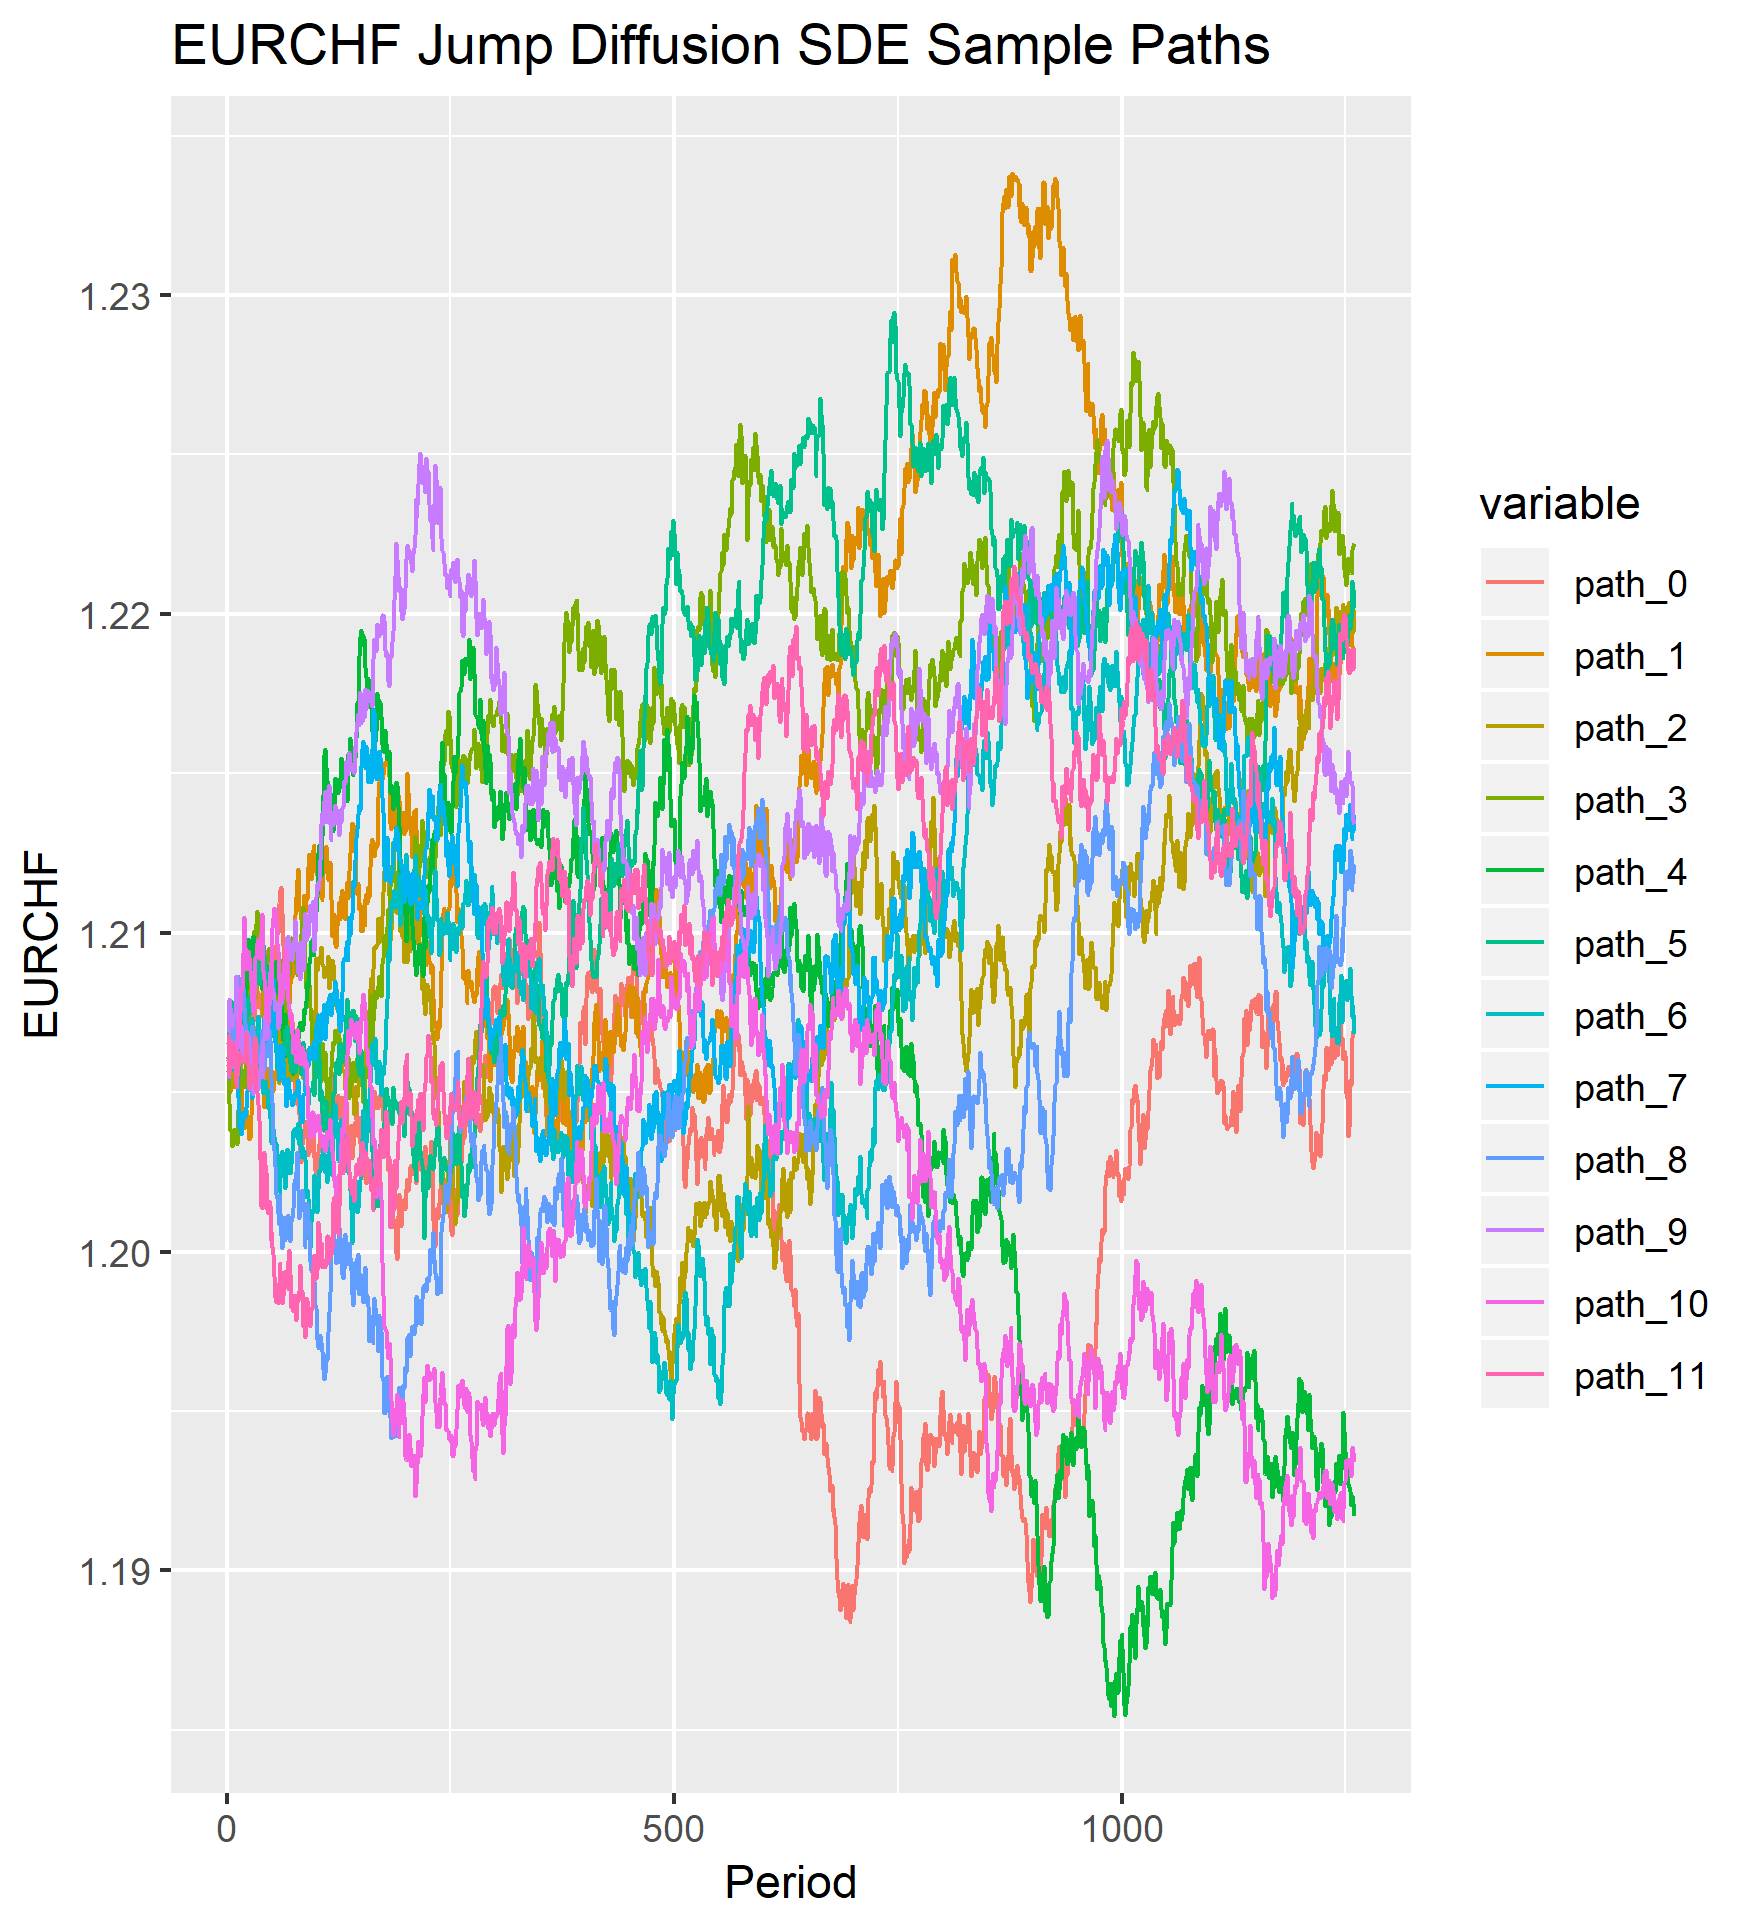 EURCHF Jump Diffusion SDE Sample Paths
EURCHF
1.23
1.22
1.21
1.20
1.19
0
500
1000
Period
variable
path_0
path_1
path_2
path_3
path_4
path_5
path_6
path_7
path_8
path_9
path_10
path_11